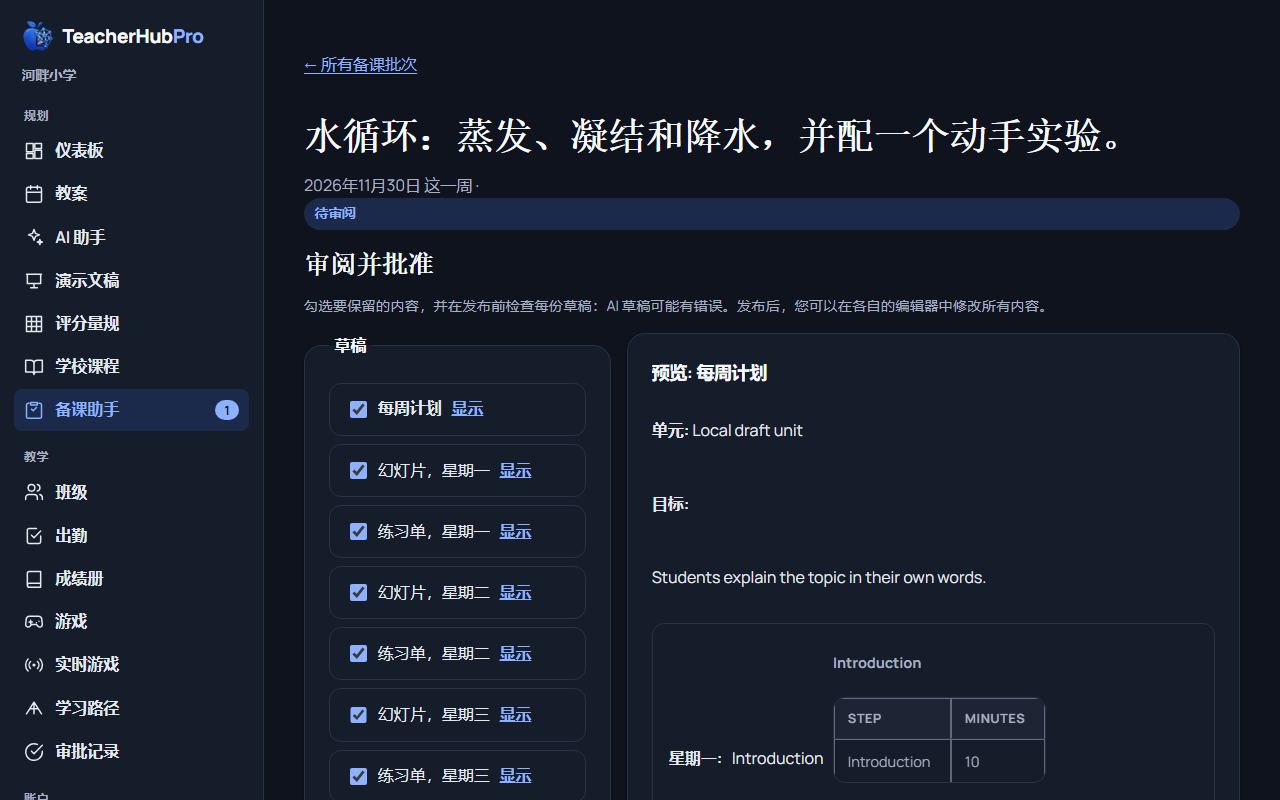 TeacherHubPro
河畔小学
规划
仪表板
教案
AI 助手
演示文稿
评分量规
学校课程
备课助手 1
教学
班级
出勤
成绩册
游戏
实时游戏
学习路径
审批记录
账户
← 所有备课批次
水循环：蒸发、凝结和降水，并配一个动手实验。
2026年11月30日 这一周 ·
待审阅
审阅并批准
勾选要保留的内容，并在发布前检查每份草稿：AI 草稿可能有错误。发布后，您可以在各自的编辑器中修改所有内容。
草稿
每周计划 显示
幻灯片，星期一 显示
练习单，星期一 显示
幻灯片，星期二 显示
练习单，星期二 显示
幻灯片，星期三 显示
练习单，星期三 显示
预览: 每周计划
单元: Local draft unit
目标:
Students explain the topic in their own words.
Introduction
STEP MINUTES
星期一： Introduction
Introduction 10